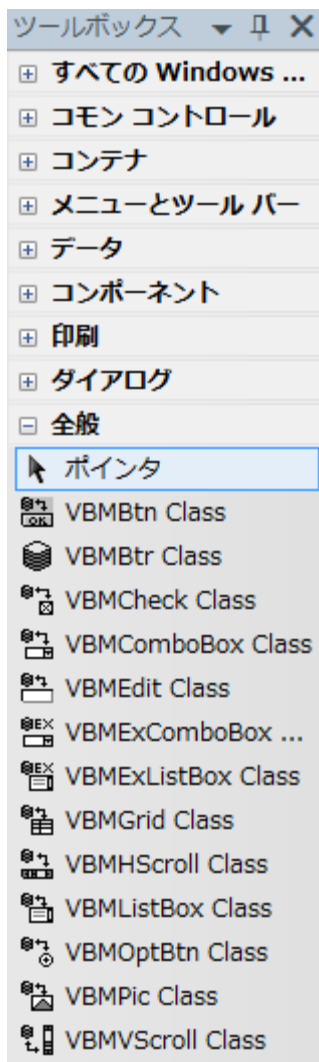 ツールボックス
すべての Windows ...
コモン コントロール
コンテナ
メニューとツール バー
データ
コンポーネント
印刷
ダイアログ
全般
ポインタ
VBMBtn Class
VBMBtr Class
VBMCheck Class
VBMComboBox Class
VBMEdit Class
VBMExComboBox ...
VBMExListBox Class
VBMGrid Class
VBMHScroll Class
VBMListBox Class
VBMOptBtn Class
VBMPic Class
VBMVScroll Class